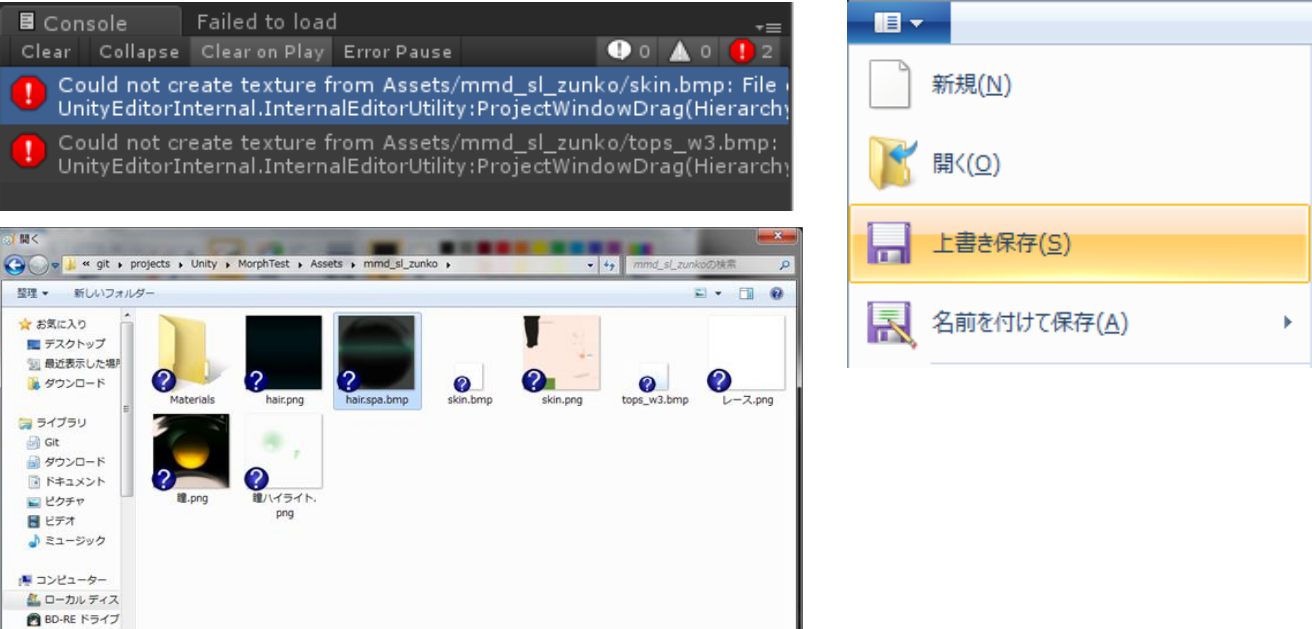 Console
Failed to load
Clear Collapse Clear on Play Error Pause 0 0 2
Could not create texture from Assets/mmd_sl_zunko/skin.bmp: File
UnityEditorInternal.InternalEditorUtility:ProjectWindowDrag(Hierarchy
Could not create texture from Assets/mmd_sl_zunko/tops_w3.bmp:
UnityEditorInternal.InternalEditorUtility:ProjectWindowDrag(Hierarchy
開く
« git projects Unity MorphTest Assets mmd_sl_zunko
mmd_sl_zunkoの検索
整理 新しいフォルダー
お気に入り
デスクトップ
最近表示した場所
ダウンロード
ライブラリ
Git
ダウンロード
ドキュメント
ピクチャ
ビデオ
ミュージック
コンピューター
ローカル ディス
BD-RE ドライブ
Materials
hair.png
hair.spa.bmp
skin.bmp
skin.png
tops_w3.bmp
レース.png
瞳.png
瞳ハイライト.
png
新規(N)
開く(O)
上書き保存(S)
名前を付けて保存(A)